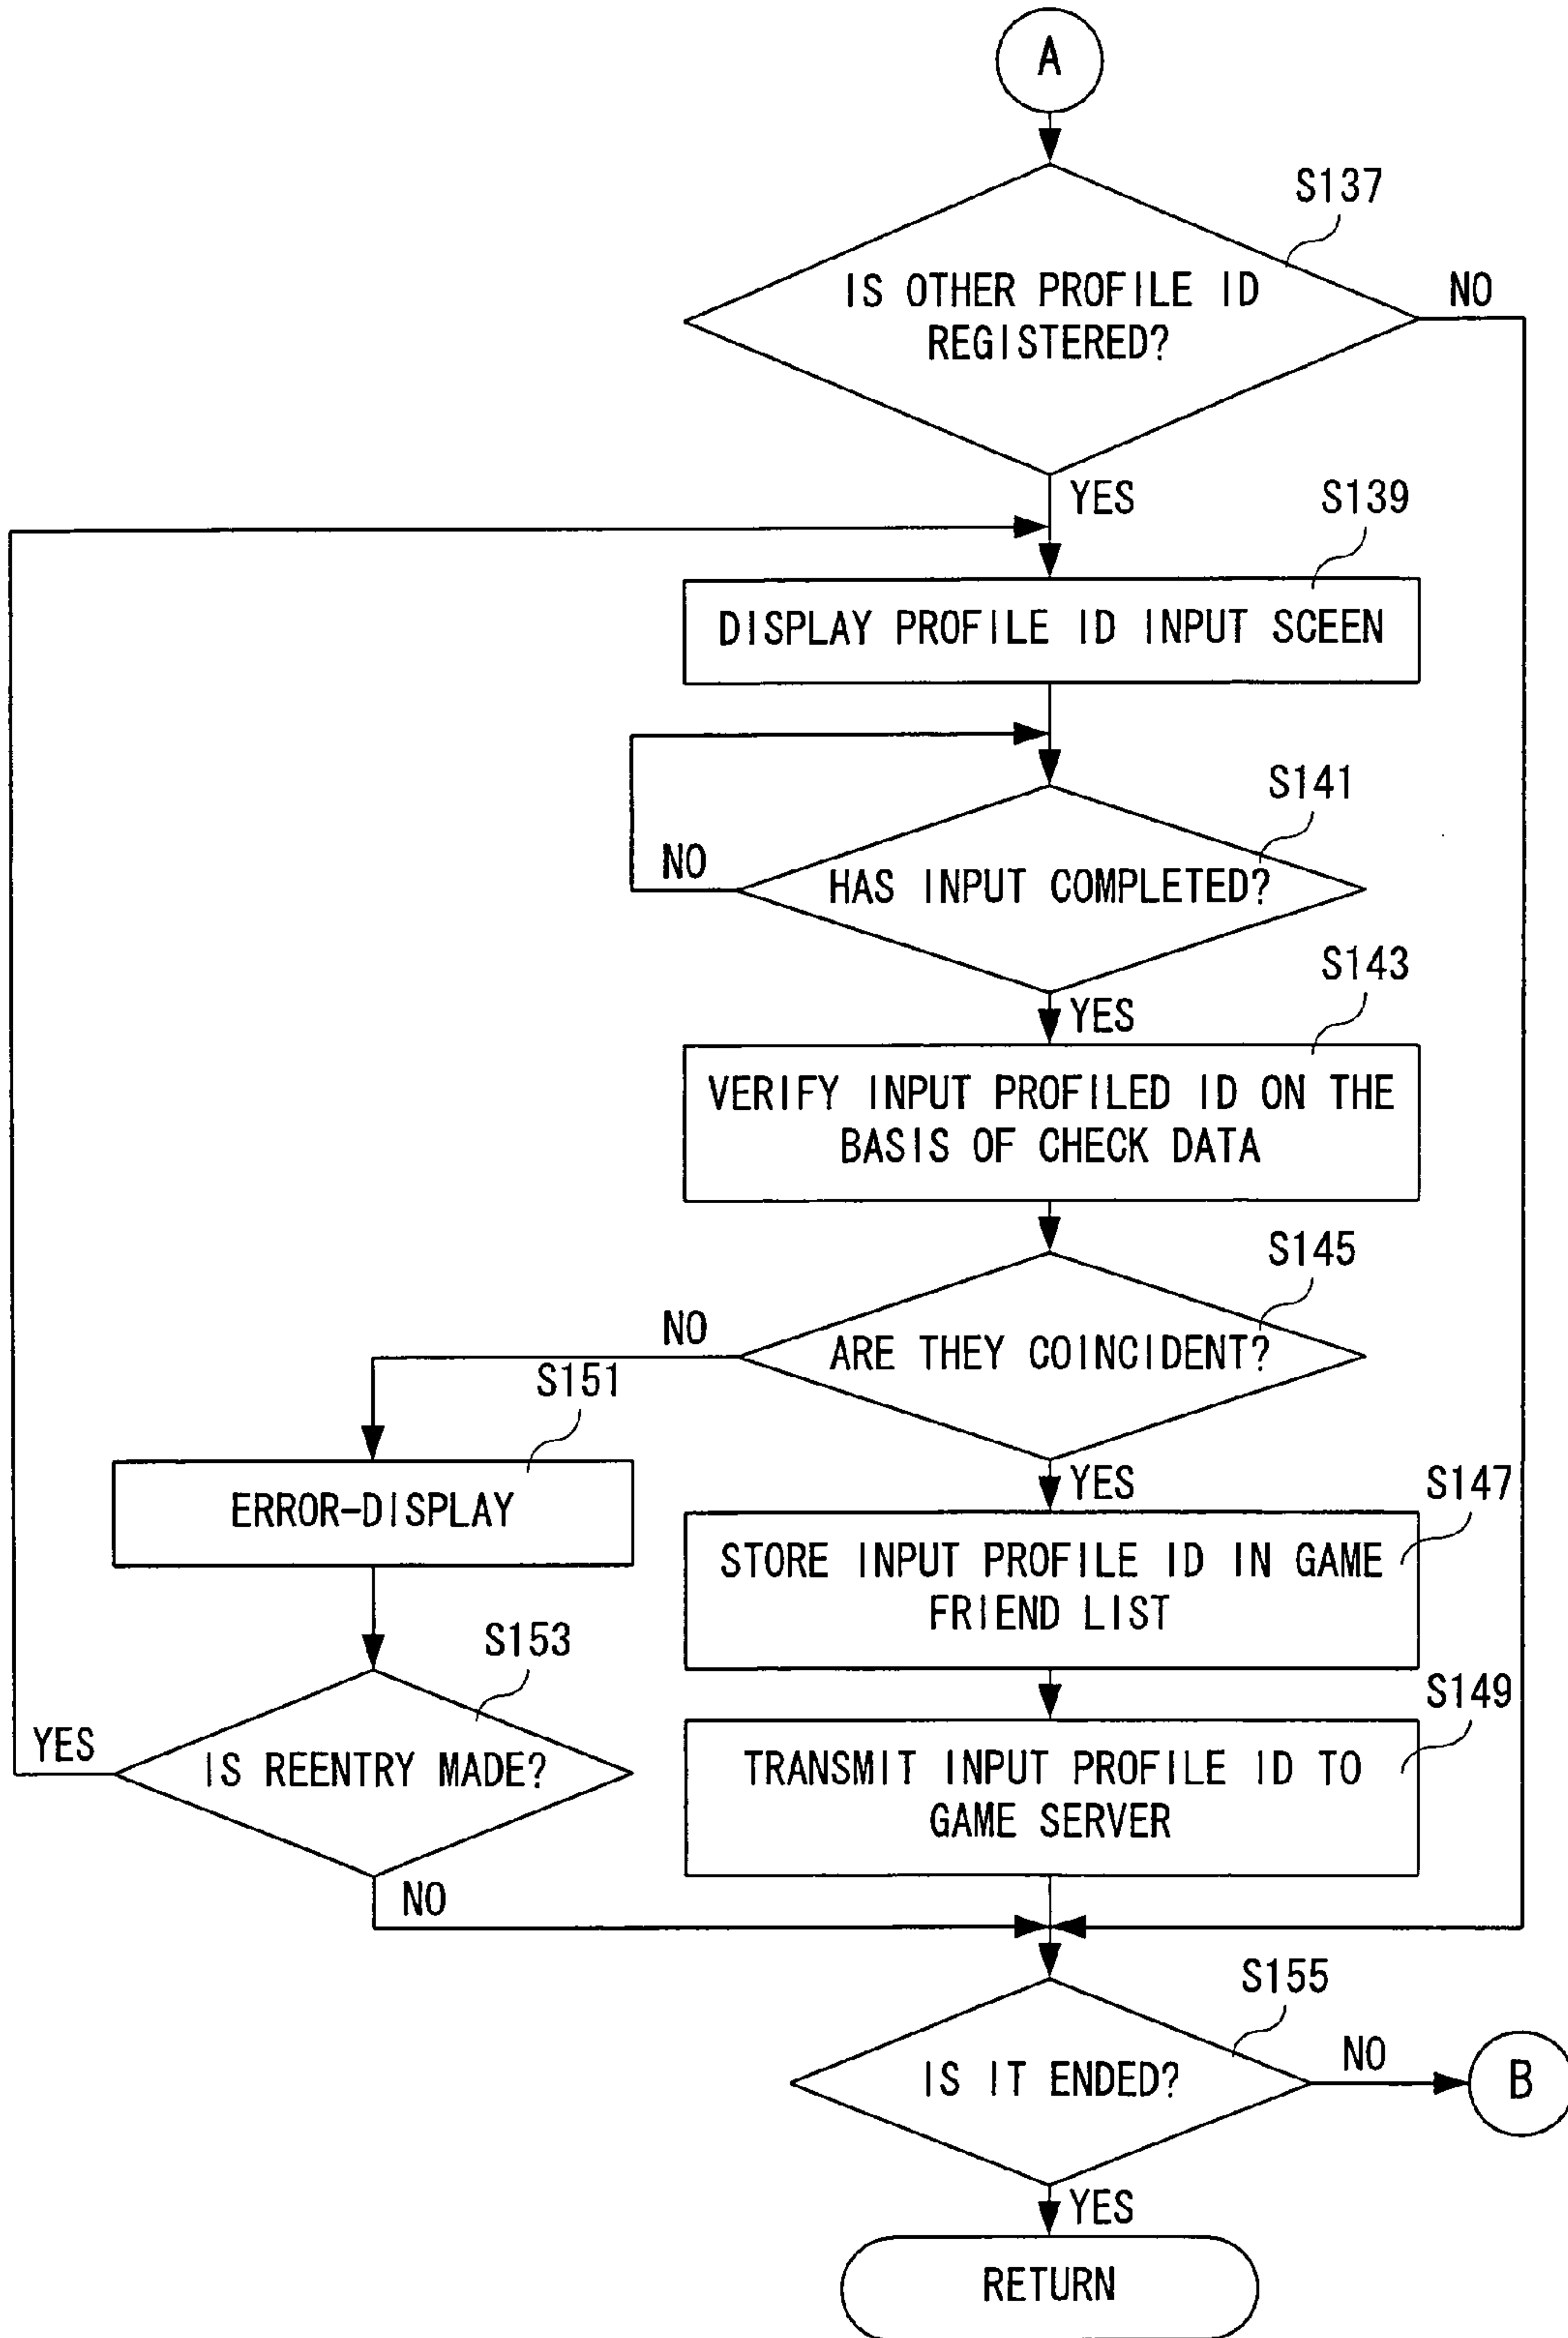 A
S137
IS OTHER PROFILE ID
REGISTERED?
NO
YES
S139
DISPLAY PROFILE ID INPUT SCEEN
S141
NO
HAS INPUT COMPLETED?
S143
YES
VERIFY INPUT PROFILED ID ON THE
BASIS OF CHECK DATA
S145
NO
ARE THEY COINCIDENT?
S151
YES
S147
ERROR-DISPLAY
STORE INPUT PROFILE ID IN GAME
FRIEND LIST
S153
S149
YES
IS REENTRY MADE?
TRANSMIT INPUT PROFILE ID TO
GAME SERVER
NO
S155
IS IT ENDED?
NO
B
YES
RETURN